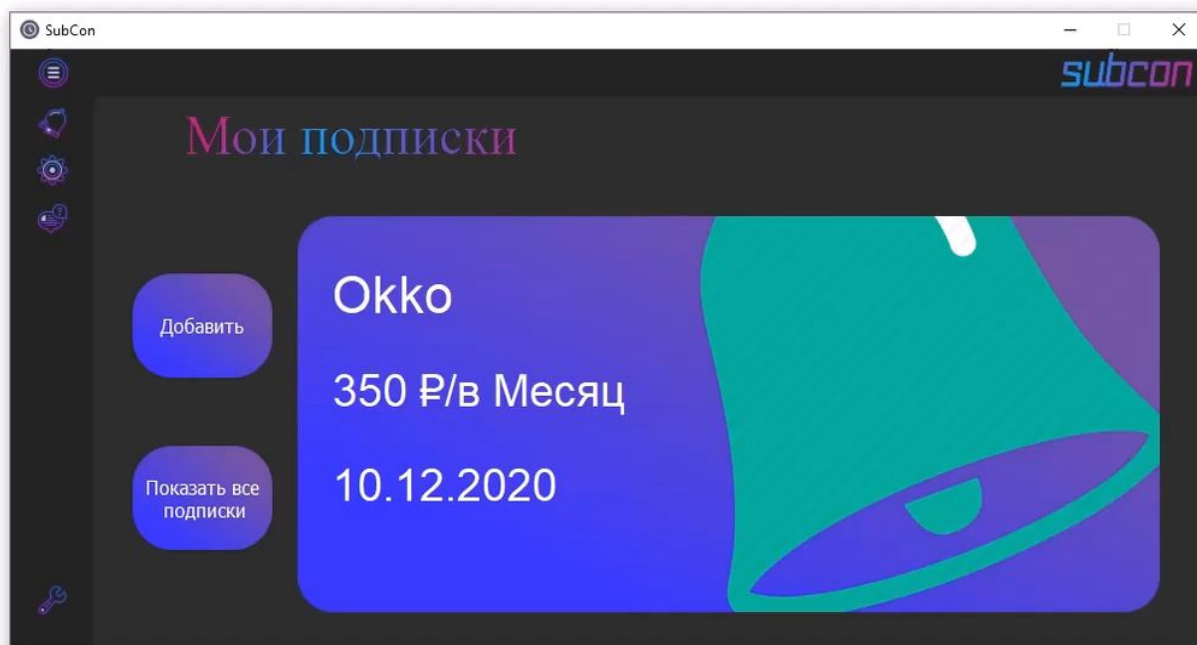 SubCon
subcon
Мои подписки
Добавить
Показать все
подписки
Okko
350 ₽/в Месяц
10.12.2020